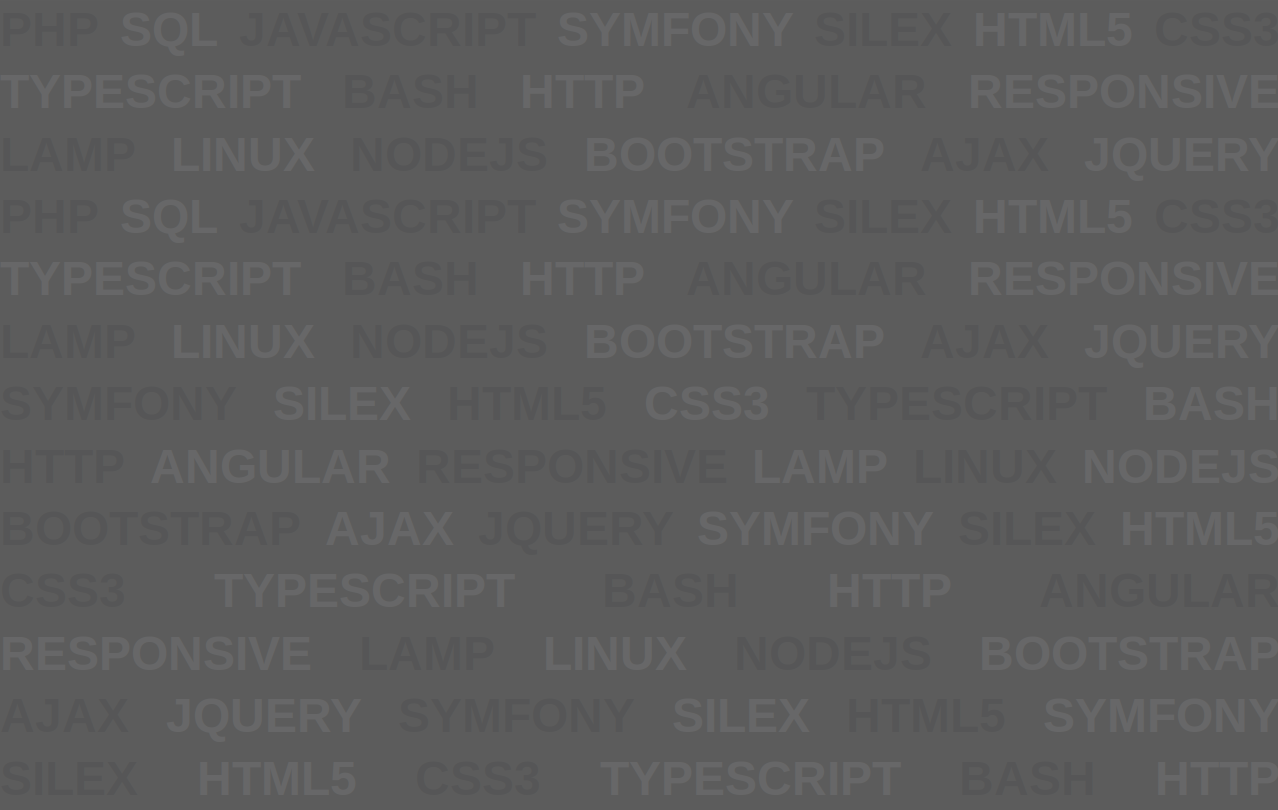 PHP SQL JAVASCRIPT SYMFONY SILEX HTML5 CSS3
TYPESCRIPT BASH HTTP ANGULAR RESPONSIVE
LAMP LINUX NODEJS BOOTSTRAP AJAX JQUERY
PHP SQL JAVASCRIPT SYMFONY SILEX HTML5 CSS3
TYPESCRIPT BASH HTTP ANGULAR RESPONSIVE
LAMP LINUX NODEJS BOOTSTRAP AJAX JQUERY
SYMFONY SILEX HTML5 CSS3 TYPESCRIPT BASH
HTTP ANGULAR RESPONSIVE LAMP LINUX NODEJS
BOOTSTRAP AJAX JQUERY SYMFONY SILEX HTML5
CSS3 TYPESCRIPT BASH HTTP ANGULAR
RESPONSIVE LAMP LINUX NODEJS BOOTSTRAP
AJAX JQUERY SYMFONY SILEX HTML5 SYMFONY
SILEX HTML5 CSS3 TYPESCRIPT BASH HTTP